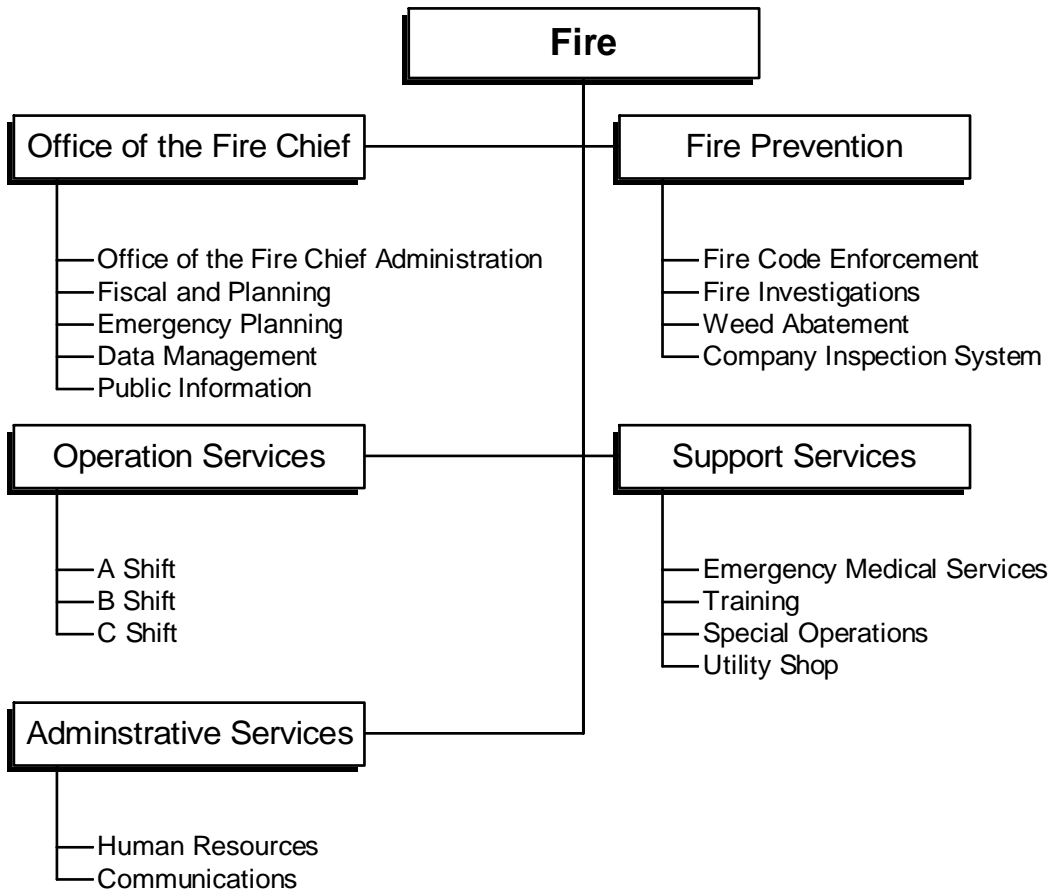 Fire
Office of the Fire Chief
Office of the Fire Chief Administration
Fiscal and Planning
Emergency Planning
Data Management
Public Information
Fire Prevention
Fire Code Enforcement
Fire Investigations
Weed Abatement
Company Inspection System
Operation Services
A Shift
B Shift
C Shift
Support Services
Emergency Medical Services
Training
Special Operations
Utility Shop
Adminstrative Services
Human Resources
Communications